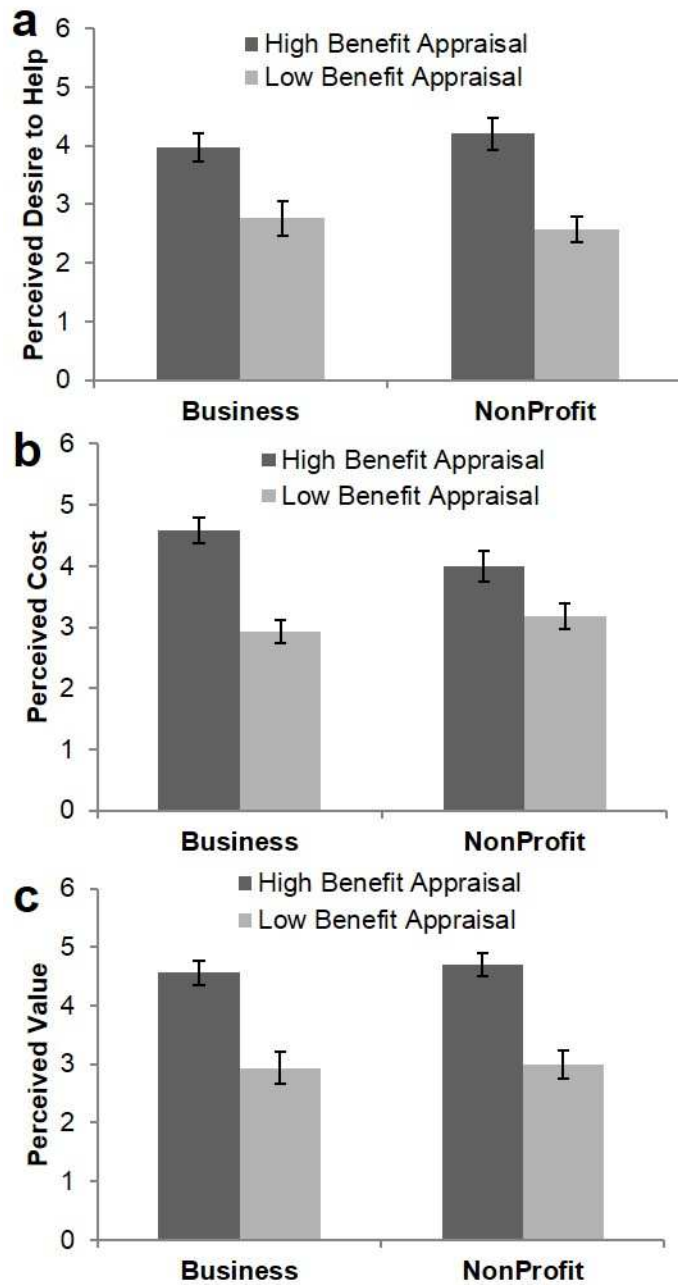 a
6
5
4
3
2
1
0
Perceived Desire to Help
High Benefit Appraisal
Low Benefit Appraisal
Business NonProfit
b
6
5
4
3
2
1
0
Perceived Cost
High Benefit Appraisal
Low Benefit Appraisal
Business NonProfit
c
6
5
4
3
2
1
0
Perceived Value
High Benefit Appraisal
Low Benefit Appraisal
Business NonProfit